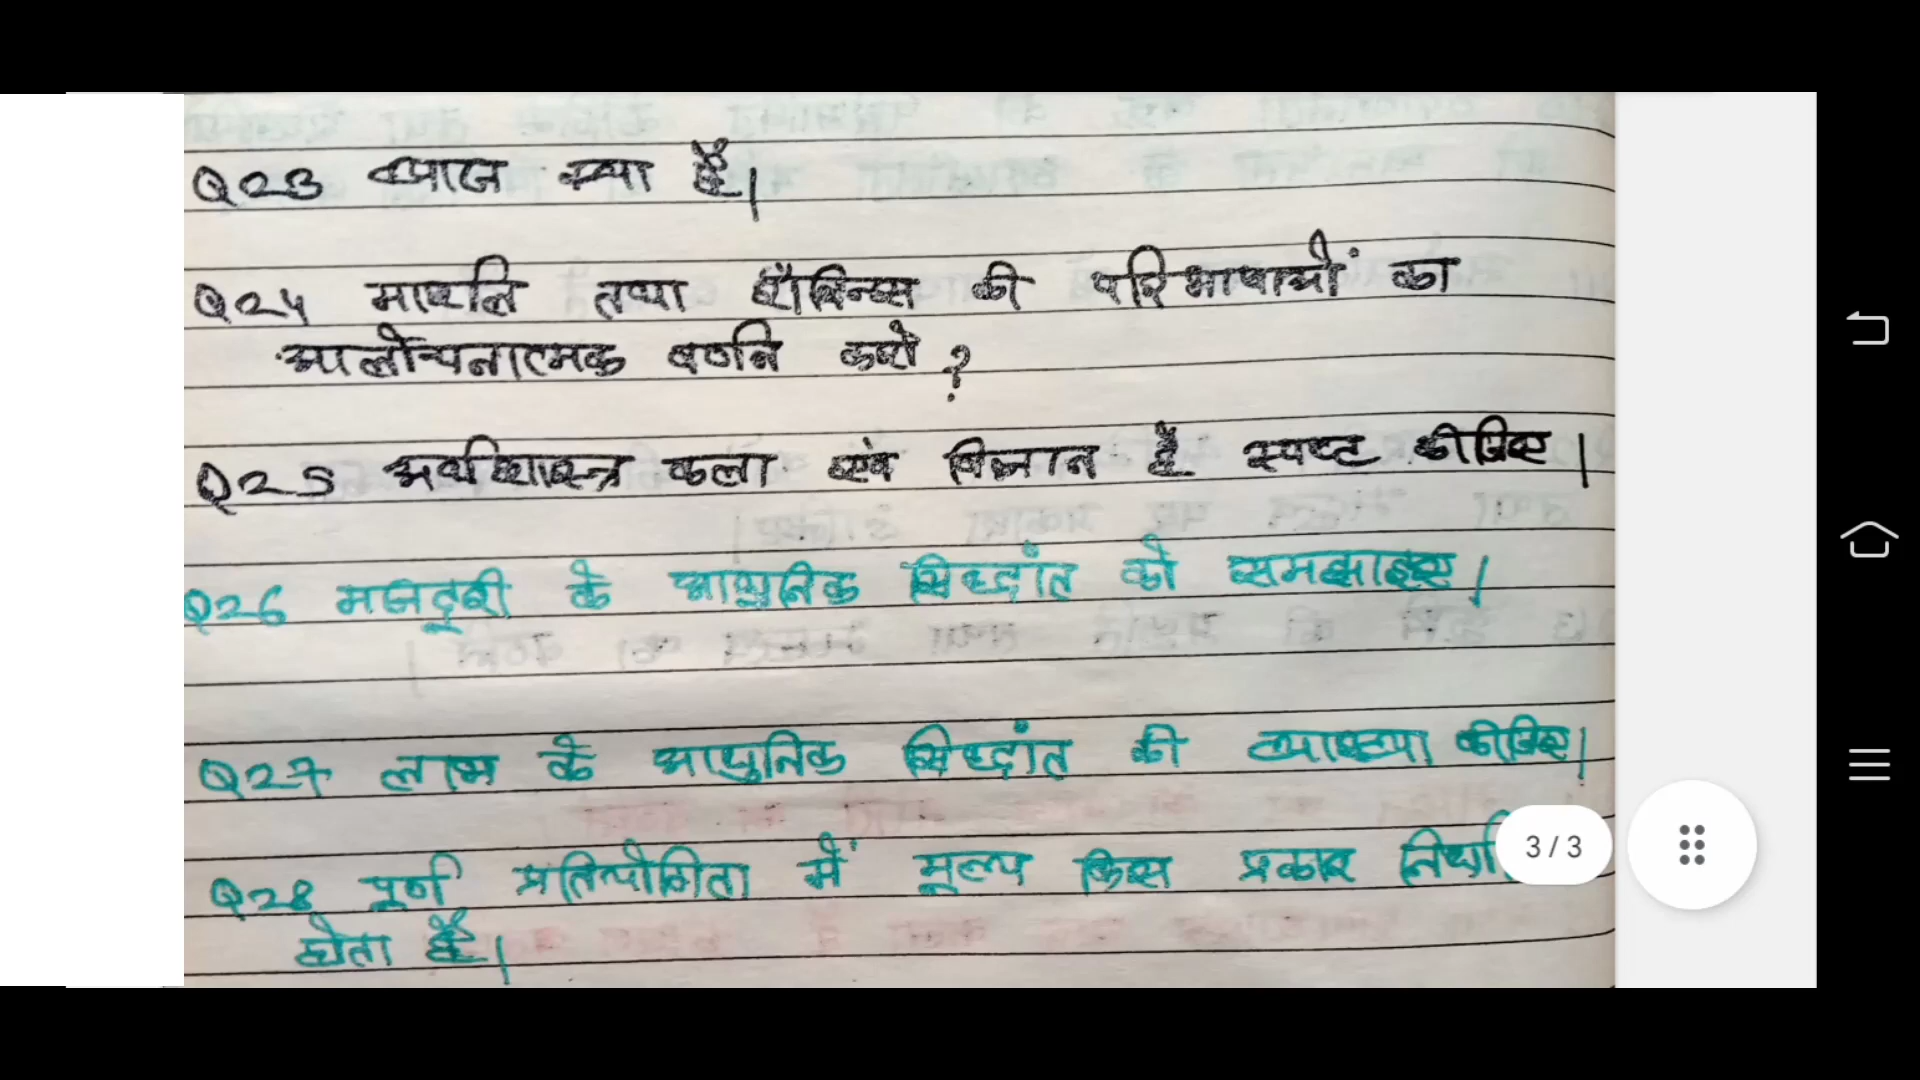 Q23 ब्याज क्या है।
Q24 मार्शल तथा रौबिन्स की परिभाषाओं का
आलोचनात्मक वर्णन करो ?
Q25 अर्थशास्त्र कला एवं विज्ञान है स्पष्ट कीजिए।
Q26 मजदूरी के आधुनिक सिध्दांत को समझाइए।
Q27 लाभ के आधुनिक सिध्दांत की व्याख्या कीजिए।
Q28 पूर्ण प्रतियोगिता में मूल्य किस प्रकार
होता है।
3/3